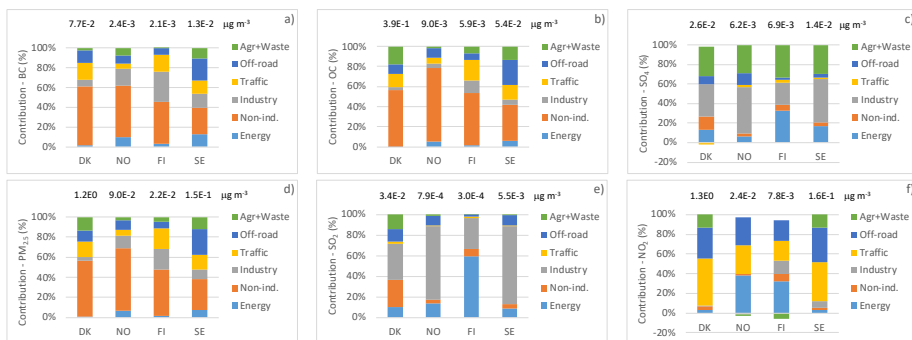 7.7E-2 2.4E-3 2.1E-3 1.3E-2 µg m⁻³ a)
Contribution - BC (%)
100%
80%
60%
40%
20%
0%
DK NO FI SE
Agr+Waste
Off-road
Traffic
Industry
Non-ind.
Energy
3.9E-1 9.0E-3 5.9E-3 5.4E-2 µg m⁻³ b)
Contribution - OC (%)
100%
80%
60%
40%
20%
0%
DK NO FI SE
Agr+Waste
Off-road
Traffic
Industry
Non-ind.
Energy
2.6E-2 6.2E-3 6.9E-3 1.4E-2 µg m⁻³ c)
Contribution - SO₄ (%)
100%
80%
60%
40%
20%
0%
-20%
DK NO FI SE
Agr+Waste
Off-road
Traffic
Industry
Non-ind.
Energy
1.2E0 9.0E-2 2.2E-2 1.5E-1 µg m⁻³
d)
Contribution - PM₂.₅ (%)
100%
80%
60%
40%
20%
0%
DK NO FI SE
Agr+Waste
Off-road
Traffic
Industry
Non-ind.
Energy
3.4E-2 7.9E-4 3.0E-4 5.5E-3 µg m⁻³
e)
Contribution - SO₂ (%)
100%
80%
60%
40%
20%
0%
DK NO FI SE
Agr+Waste
Off-road
Traffic
Industry
Non-ind.
Energy
1.3E0 2.4E-2 7.8E-3 1.6E-1 µg m⁻³
f)
Contribution - NO₂ (%)
100%
80%
60%
40%
20%
0%
-20%
DK NO FI SE
Agr+Waste
Off-road
Traffic
Industry
Non-ind.
Energy